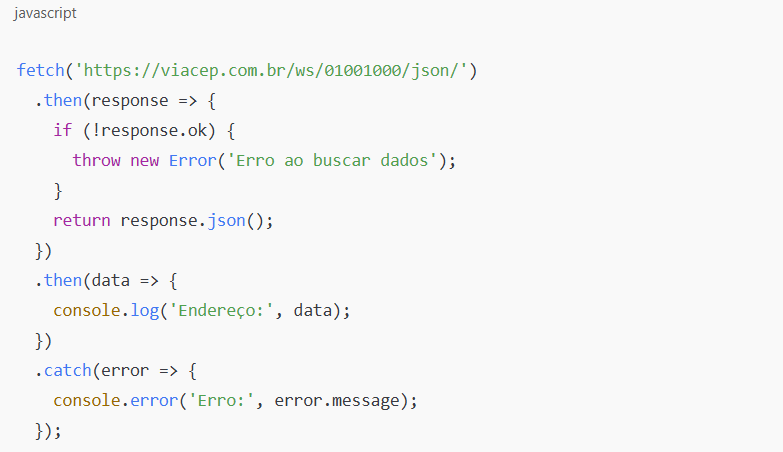 javascript
fetch('https://viacep.com.br/ws/01001000/json/')
  .then(response => {
    if (!response.ok) {
      throw new Error('Erro ao buscar dados');
    }
    return response.json();
  })
  .then(data => {
    console.log('Endereço:', data);
  })
  .catch(error => {
    console.error('Erro:', error.message);
  });